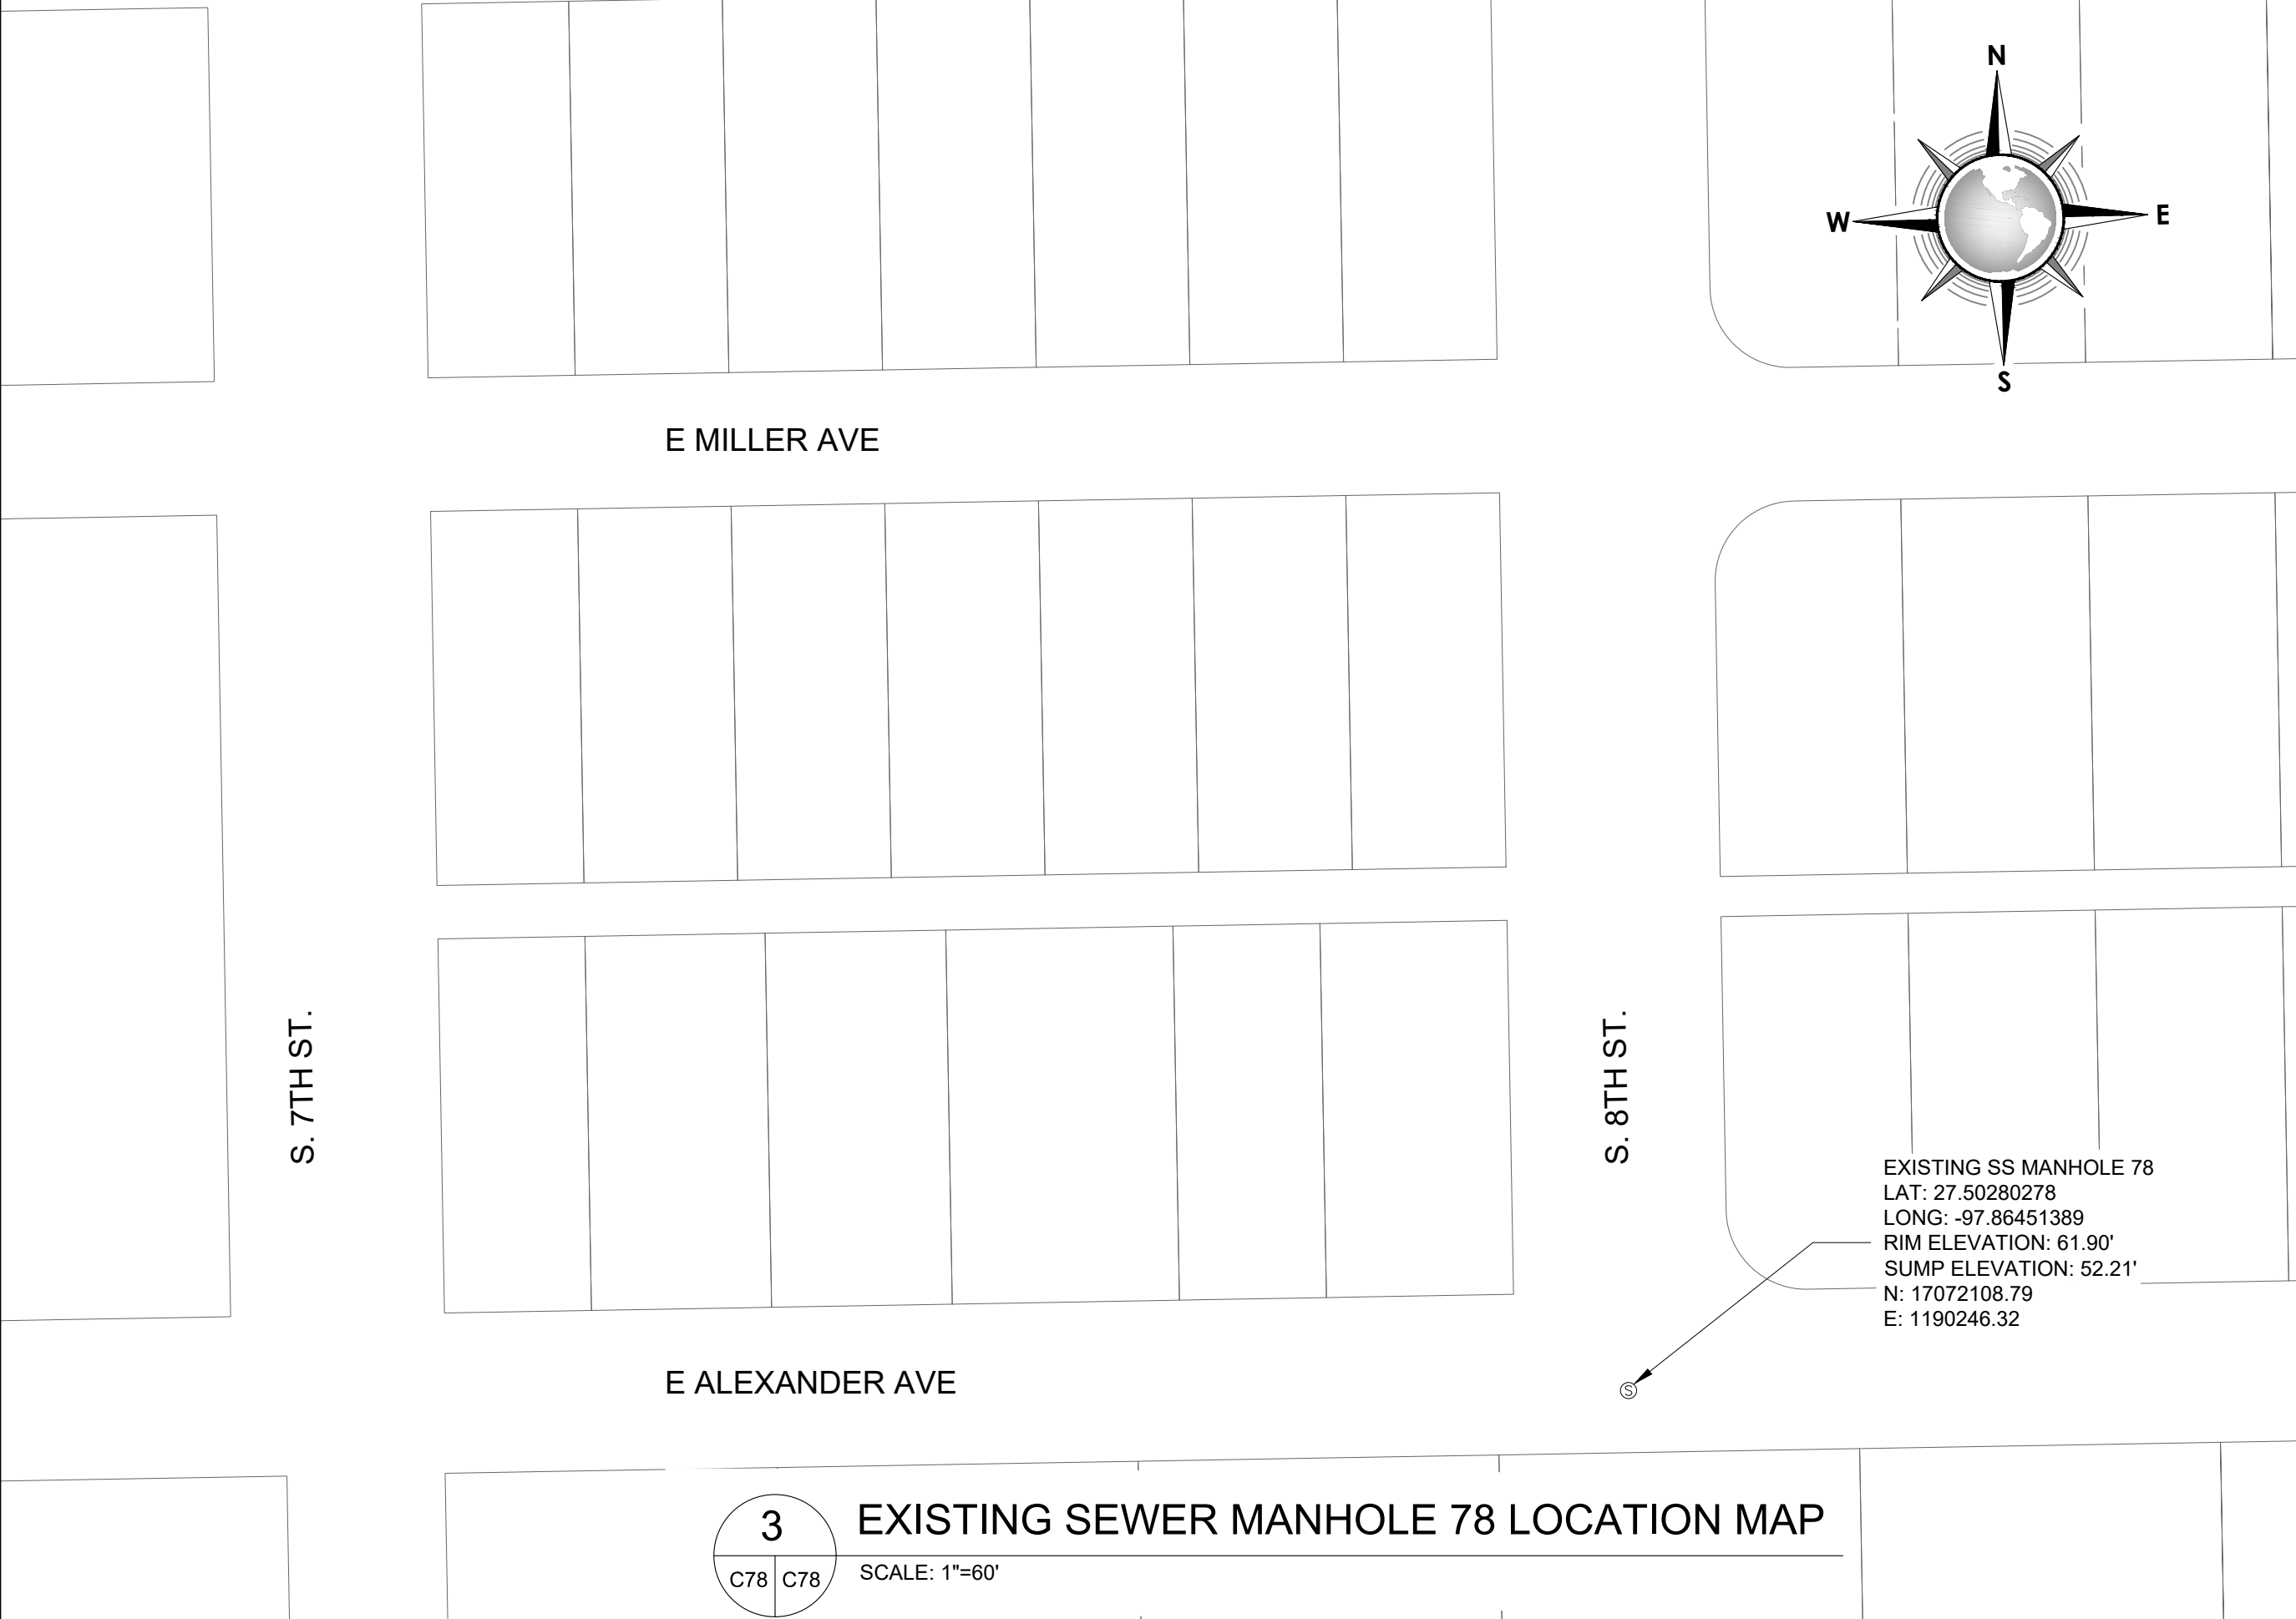 N
W
E
S
E MILLER AVE
S. 7TH ST.
S. 8TH ST.
EXISTING SS MANHOLE 78
LAT: 27.50280278
LONG: -97.86451389
RIM ELEVATION: 61.90'
SUMP ELEVATION: 52.21'
N: 17072108.79
E: 1190246.32
E ALEXANDER AVE
S
3
EXISTING SEWER MANHOLE 78 LOCATION MAP
C78 C78
SCALE: 1"=60'